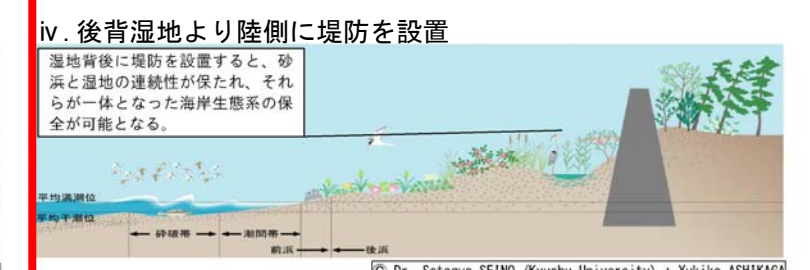 ⅳ. 後背湿地より陸側に堤防を設置
湿地背後に堤防を設置すると、砂
浜と湿地の連続性が保たれ、それ
らが一体となった海岸生態系の保
全が可能となる。
平均満潮位
平均干潮位
砕破帯
潮間帯
前浜
後浜
© Dr. Satoquo SEINO (Kyushu University) ; Yukiko ASHIKAGA